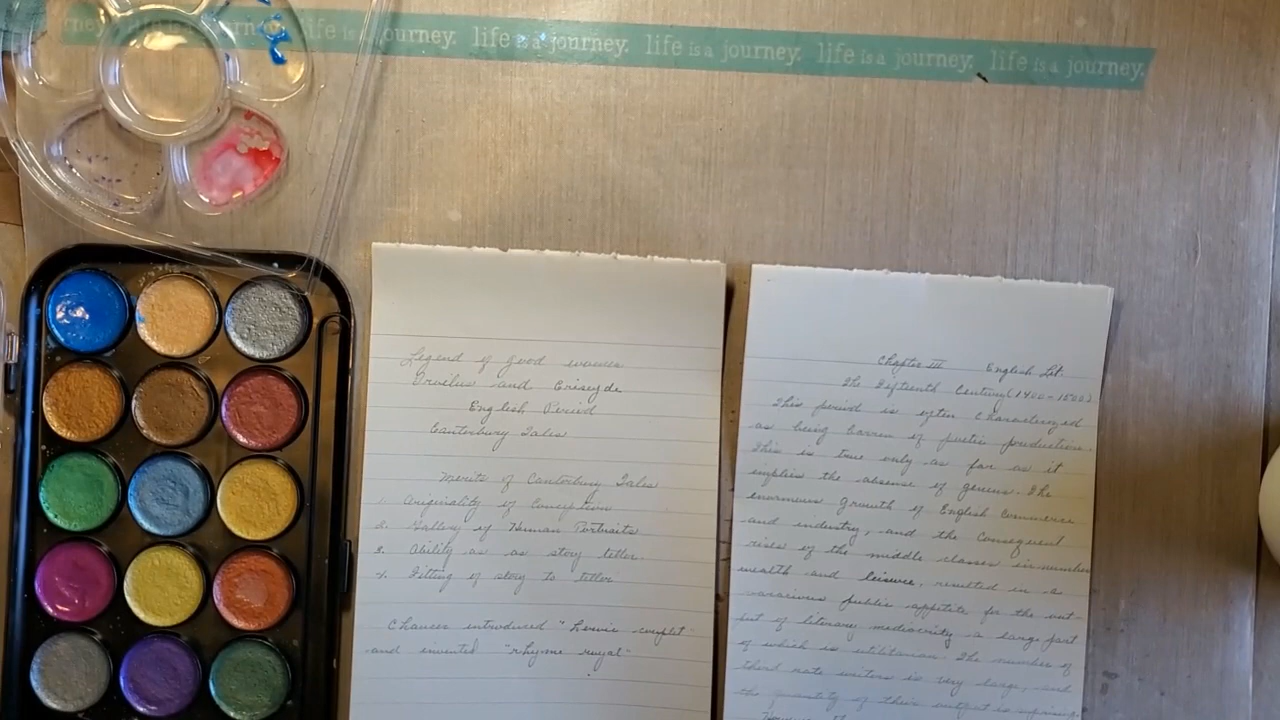 rney. life is a journey. life is a journey. life is a journey. life is a journey. life is a journey. life is a journey.
Legend of good women
Troilus and Criseyde
English Period
Canterbury Tales
Merits of Canterbury Tales
1. Originality of Conception
2. Gallery of Human Portraits
3. Ability as as story teller.
4. Fitting of story to teller
Chaucer introduced "Heroic couplet"
and invented "rhyme royal"
Chapter III English Lit.
The Fifteenth Century (1400-1500)
This period is often characterized
as being barren of poetic production.
This is true only as far as it
implies the absense of genius. The
enormous growth of English Commerce
and industry, and the Consequent
rises of the middle classes in number
wealth and leisure, resulted in a
voracious public appetite for the out-
put of literary mediocrity a large part
of which is utilitarian. The number of
third rate writers is very large, and
the quantity of their output is surprising.